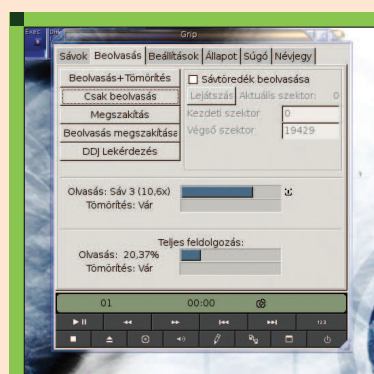 Grip
Sávok Beolvasás Beállítások Állapot Súgó Névjegy
Beolvasás+Tömörítés
Csak beolvasás
Megszakítás
Beolvasás megszakítása
DDJ Lekérdezés
Sávtöredék beolvasása
Lejátszás Aktuális szektor: 0
Kezdeti szektor 0
Végső szektor 19429
Olvasás: Sáv 3 (10,6x)
Tömörítés: Vár
Teljes feldolgozás:
Olvasás: 20,37%
Tömörítés: Vár
01 00:00
123